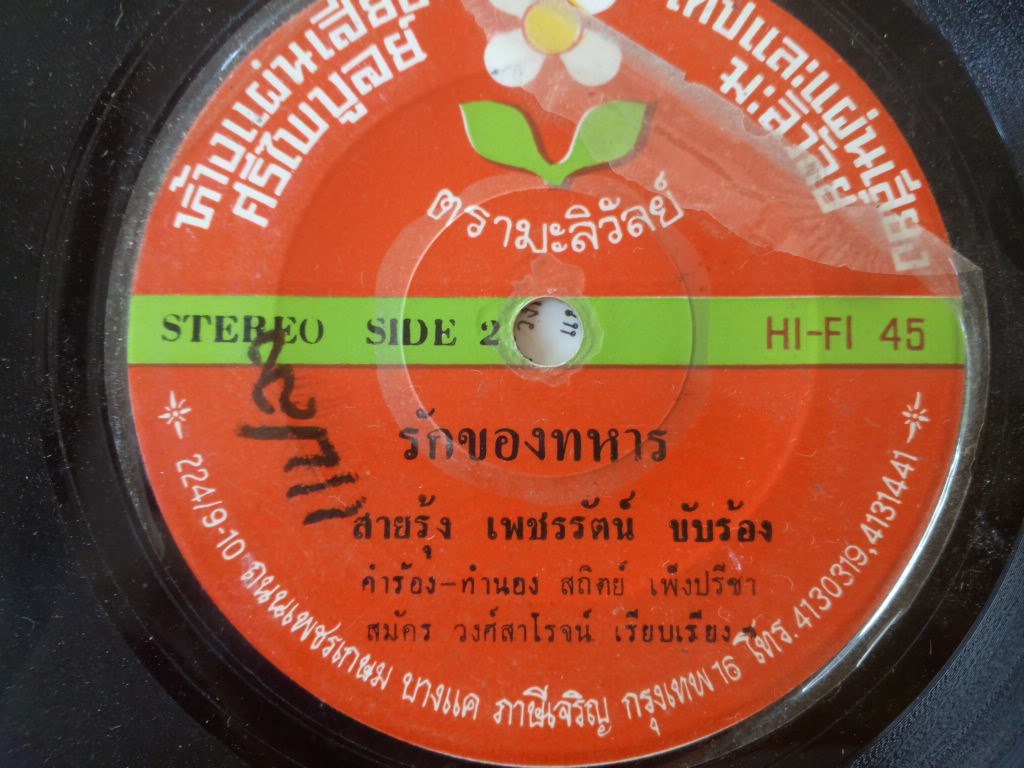 ห้างแผ่นเสียง
ศรีไพบูลย์
เทปและแผ่นเสียง
มะลิวัลย์
ตรามะลิวัลย์
STEREO SIDE 2
HI-FI 45
รักของทหาร
สายรุ้ง เพชรรัตน์ ขับร้อง
คำร้อง-ทำนอง สถิตย์ เพ็งปรีชา
สมัคร วงศ์สาโรจน์ เรียบเรียง
224/9-10 ถนนเพชรเกษม บางแค ภาษีเจริญ กรุงเทพ 16 โทร. 4130319, 4131441